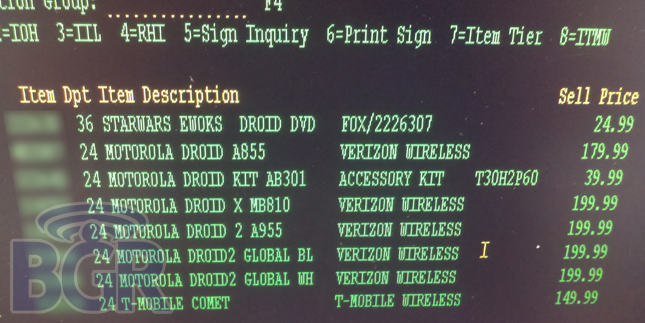 ction Group: ................ F4
=IOH 3=IIL 4=RHI 5=Sign Inquiry 6=Print Sign 7=Item Tier 8=ITMW
Item Dpt Item Description Sell Price
36 STARWARS EWOKS DROID DVD FOX/2226307 24.99
24 MOTOROLA DROID A855 VERIZON WIRELESS 179.99
24 MOTOROLA DROID KIT AB301 ACCESSORY KIT T30H2P60 39.99
24 MOTOROLA DROID X MB810 VERIZON WIRELESS 199.99
24 MOTOROLA DROID 2 A955 VERIZON WIRELESS 199.99
24 MOTOROLA DROID2 GLOBAL BL VERIZON WIRELESS 199.99
24 MOTOROLA DROID2 GLOBAL WH VERIZON WIRELESS 199.99
24 T-MOBILE COMET T-MOBILE WIRELESS 149.99
BGR